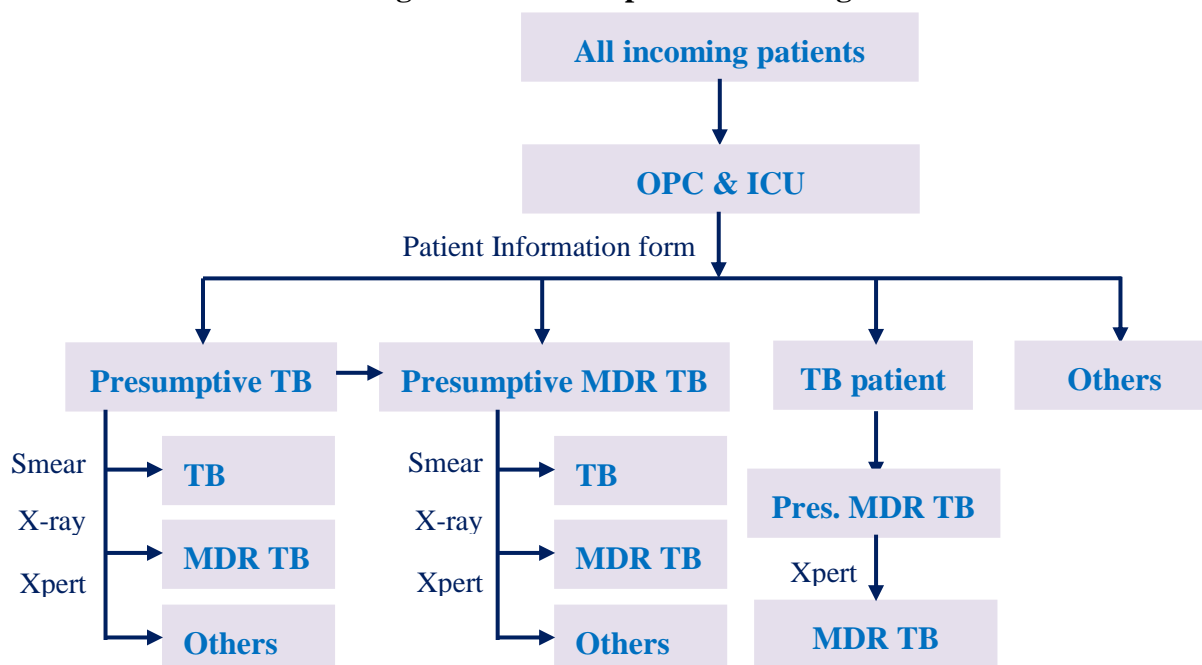 All incoming patients
OPC & ICU
Patient Information form
Presumptive TB
Presumptive MDR TB
TB patient
Others
Smear
X-ray
Xpert
TB
MDR TB
Others
Smear
X-ray
Xpert
TB
MDR TB
Others
Pres. MDR TB
Xpert
MDR TB